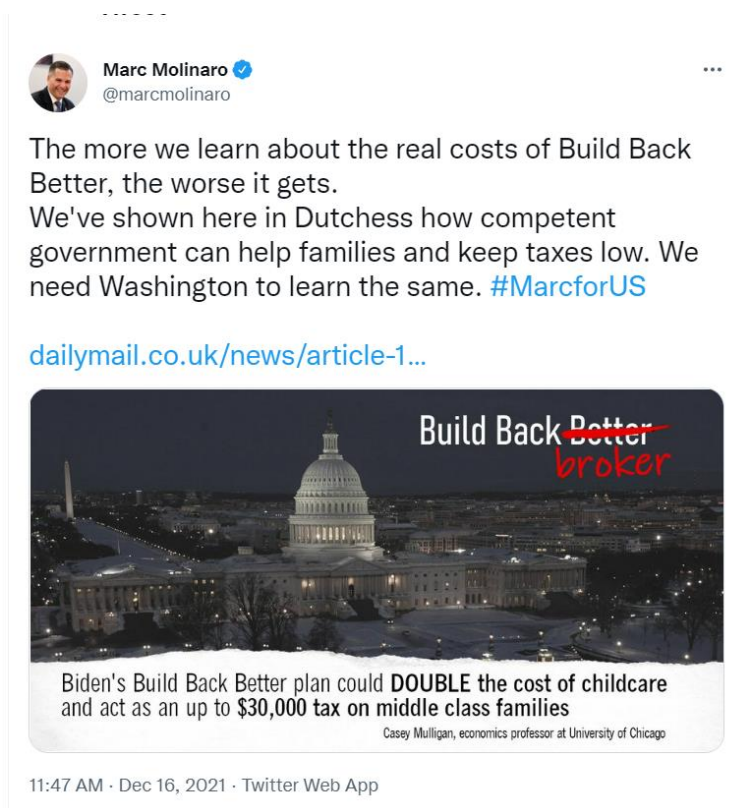 Marc Molinaro
@marcmolinaro
The more we learn about the real costs of Build Back
Better, the worse it gets.
We've shown here in Dutchess how competent
government can help families and keep taxes low. We
need Washington to learn the same. #MarcforUS
dailymail.co.uk/news/article-1...
Build Back Better
broker
Biden's Build Back Better plan could DOUBLE the cost of childcare
and act as an up to $30,000 tax on middle class families
Casey Mulligan, economics professor at University of Chicago
11:47 AM · Dec 16, 2021 · Twitter Web App